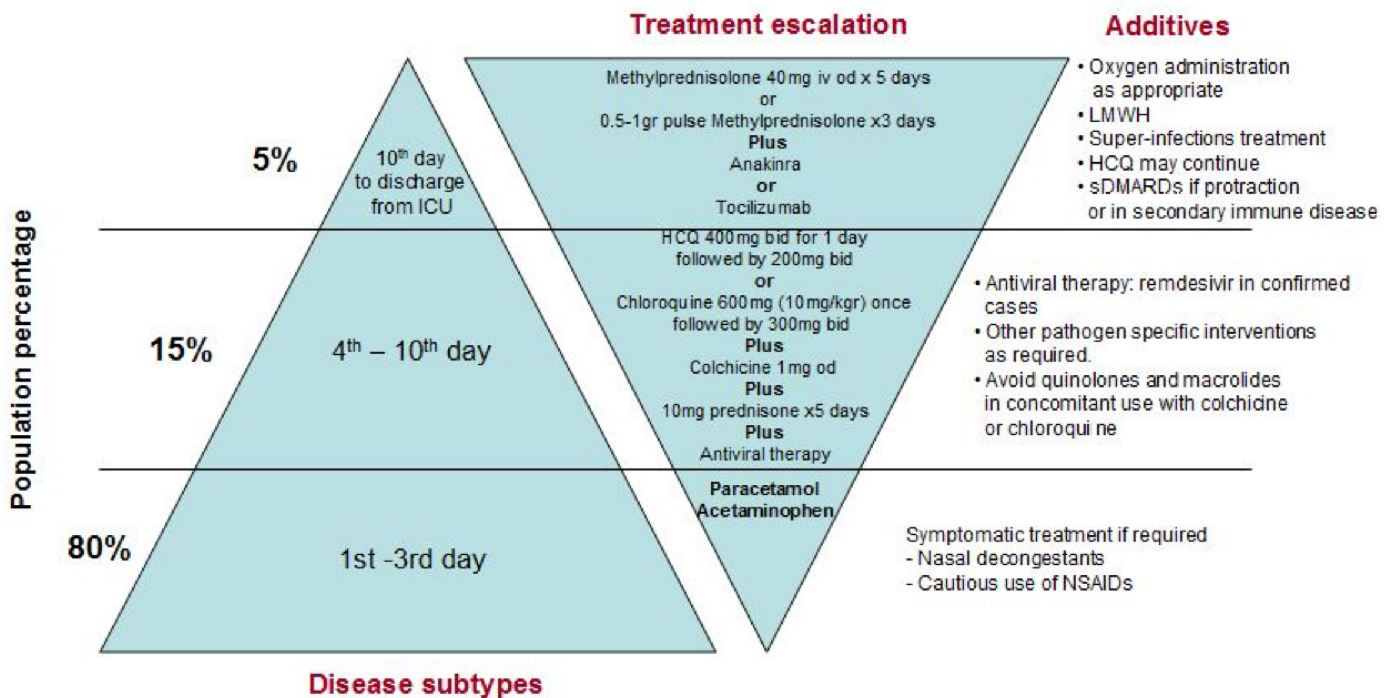 Treatment escalation
Additives
Population percentage
5%
10th day
to discharge
from ICU
Methylprednisolone 40mg iv od x 5 days
or
0.5-1gr pulse Methylprednisolone x3 days
Plus
Anakinra
or
Tocilizumab
• Oxygen administration
as appropriate
• LMWH
• Super-infections treatment
• HCQ may continue
• sDMARDs if protraction
or in secondary immune disease
15%
4th – 10th day
HCQ 400mg bid for 1 day
followed by 200mg bid
or
Chloroquine 600mg (10mg/kgr) once
followed by 300mg bid
Plus
Colchicine 1mg od
Plus
10mg prednisone x5 days
Plus
Antiviral therapy
• Antiviral therapy: remdesivir in confirmed
cases
• Other pathogen specific interventions
as required.
• Avoid quinolones and macrolides
in concomitant use with colchicine
or chloroquine
80%
1st -3rd day
Paracetamol
Acetaminophen
Symptomatic treatment if required
- Nasal decongestants
- Cautious use of NSAIDs
Disease subtypes